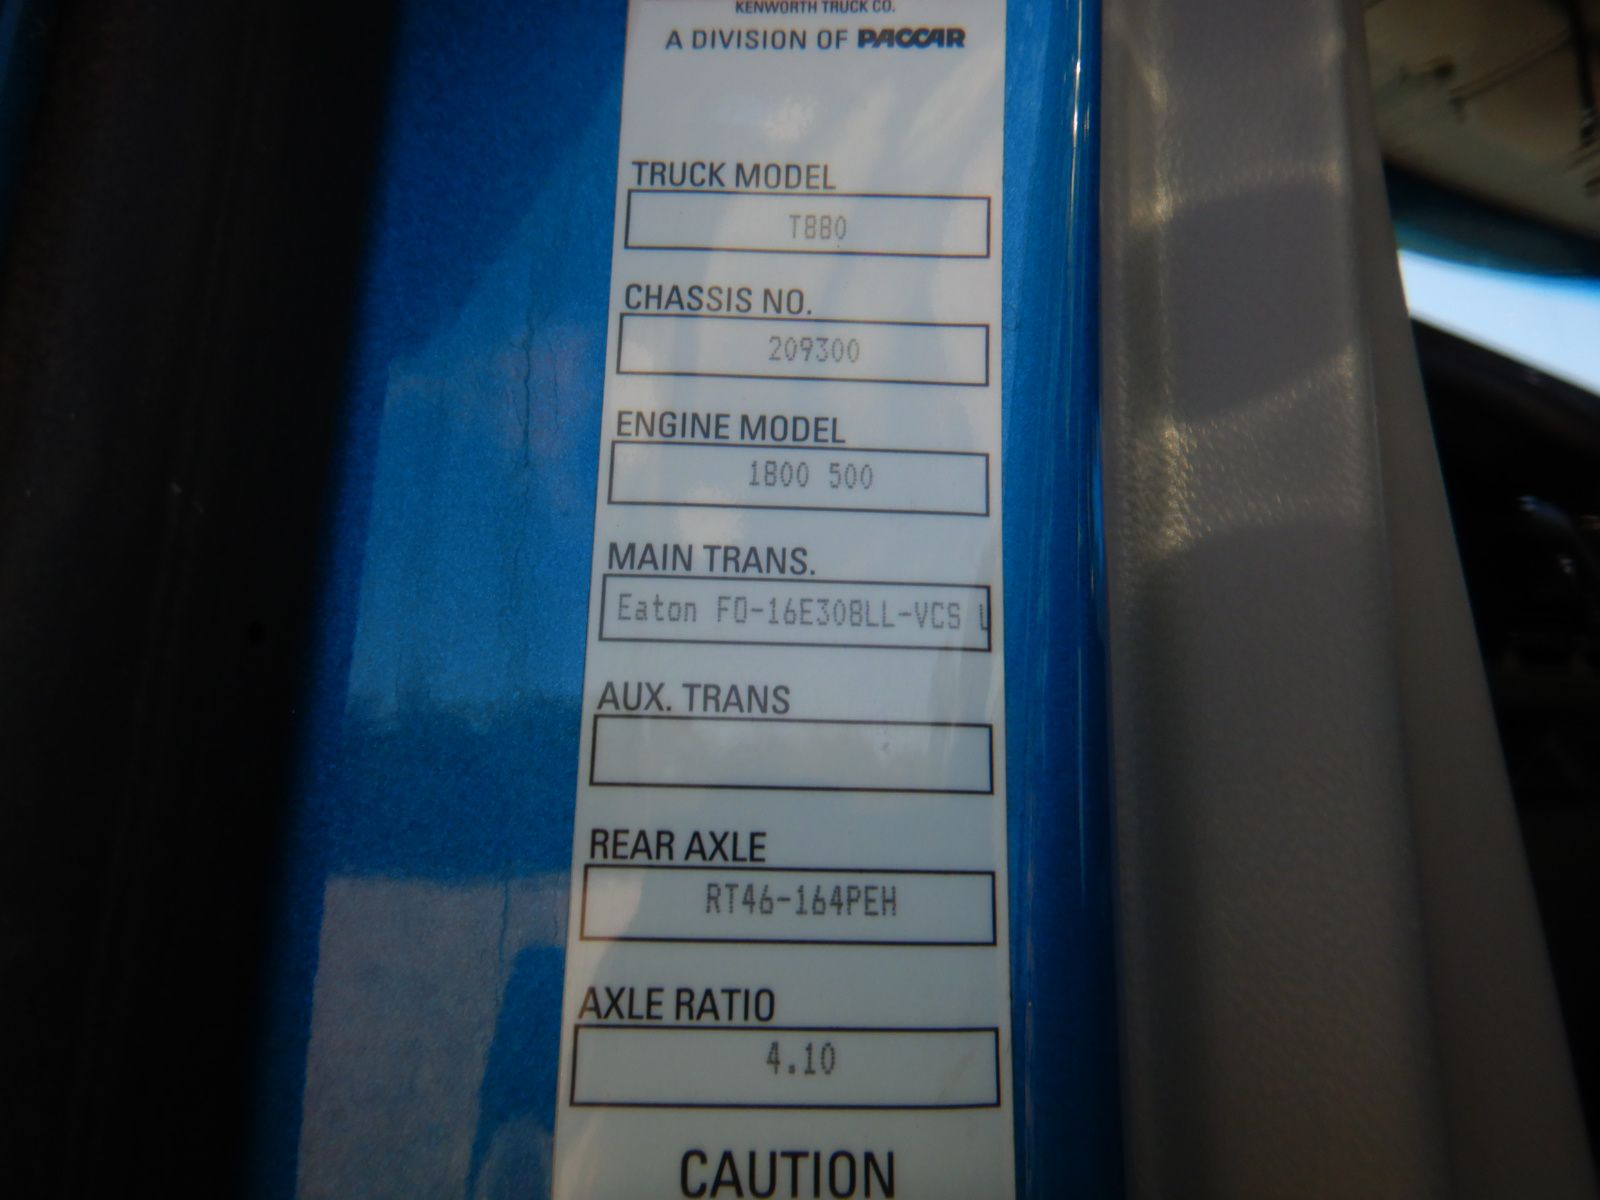 KENWORTH TRUCK CO.
A DIVISION OF PACCAR
TRUCK MODEL
T880
CHASSIS NO.
209300
ENGINE MODEL
1800 500
MAIN TRANS.
Eaton FO-16E308LL-VCS
AUX. TRANS
REAR AXLE
RT46-164PEH
AXLE RATIO
4.10
CAUTION